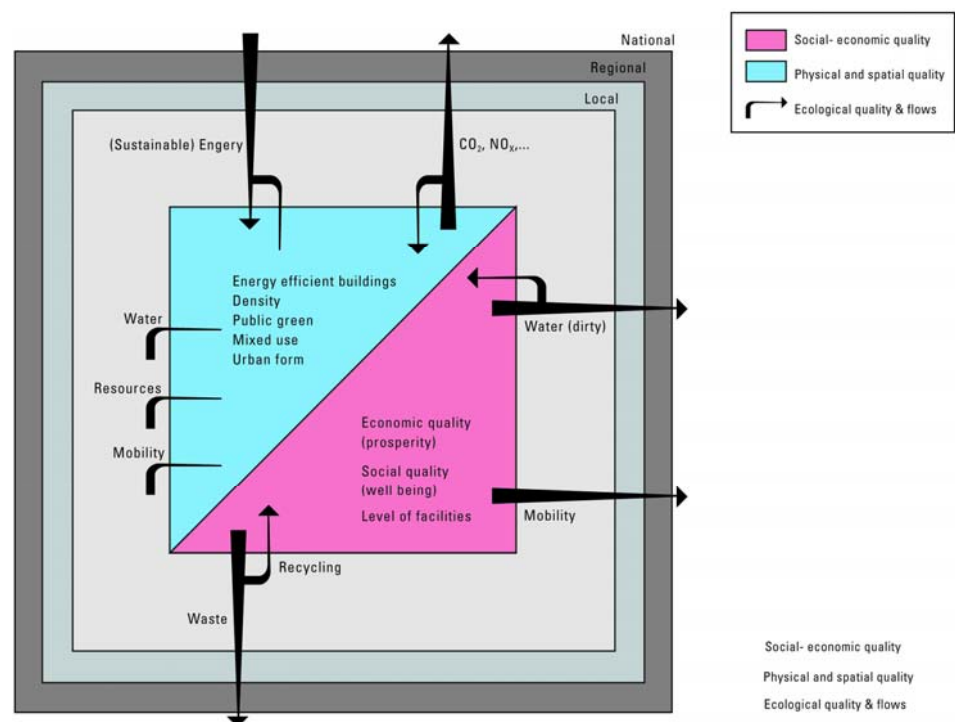 National
Social- economic quality
Regional
Physical and spatial quality
Local
Ecological quality & flows
(Sustainable) Engery
CO₂, NOₓ,...
Energy efficient buildings
Density
Public green
Mixed use
Urban form
Water
Water (dirty)
Resources
Mobility
Economic quality
(prosperity)
Social quality
(well being)
Level of facilities
Mobility
Recycling
Waste
Social- economic quality
Physical and spatial quality
Ecological quality & flows